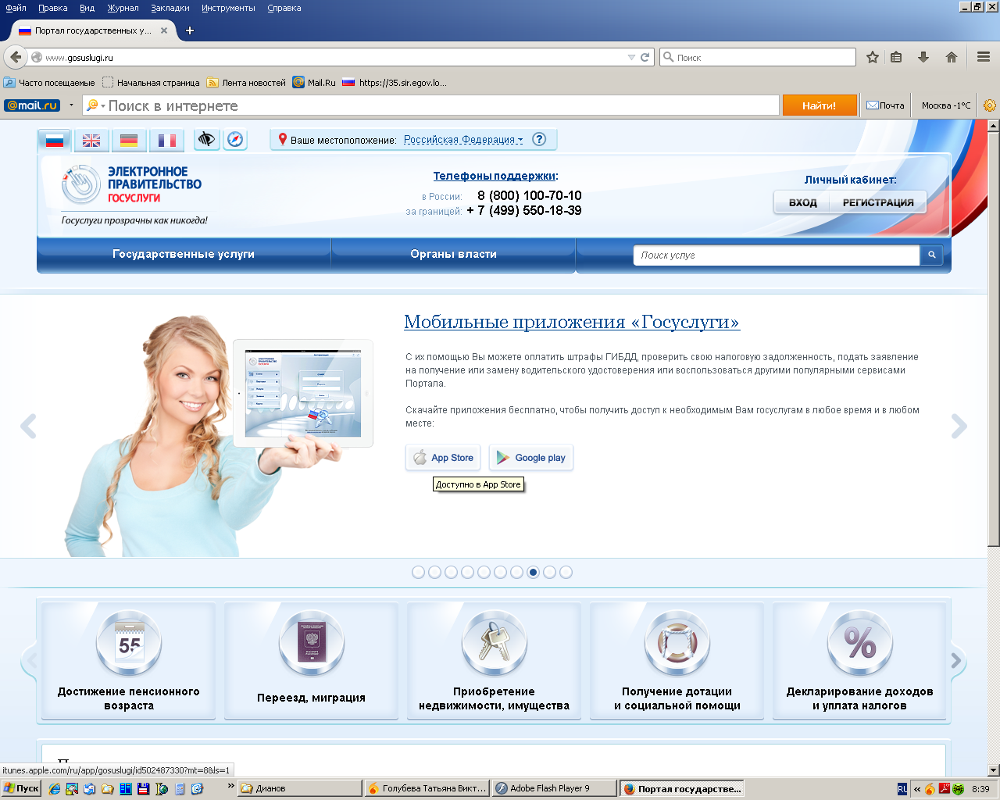 Файл Правка Вид Журнал Закладки Инструменты Справка
Портал государственных у...
www.gosuslugi.ru
Поиск
Часто посещаемые Начальная страница Лента новостей Mail.Ru https://35.sir.egov.lo...
@mail.ru Поиск в интернете Найти! Почта Москва -1°C
Ваше местоположение: Российская Федерация ?
ЭЛЕКТРОННОЕ
ПРАВИТЕЛЬСТВО
ГОСУСЛУГИ
Госуслуги прозрачны как никогда!
Телефоны поддержки:
в России: 8 (800) 100-70-10
за границей: + 7 (499) 550-18-39
Личный кабинет:
ВХОД РЕГИСТРАЦИЯ
Государственные услуги Органы власти Поиск услуг
Мобильные приложения «Госуслуги»
С их помощью Вы можете оплатить штрафы ГИБДД, проверить свою налоговую задолженность, подать заявление
на получение или замену водительского удостоверения или воспользоваться другими популярными сервисами
Портала.
Скачайте приложения бесплатно, чтобы получить доступ к необходимым Вам госуслугам в любое время и в любом
месте:
App Store Google play
Доступно в App Store
55
%
Достижение пенсионного
возраста
Переезд, миграция
Приобретение
недвижимости, имущества
Получение дотации
и социальной помощи
Декларирование доходов
и уплата налогов
itunes.apple.com/ru/app/gosuslugi/id502487330?mt=8&ls=1
Пуск » Дианов Голубева Татьяна Викт... Adobe Flash Player 9 Портал государстве... RU « 8:39